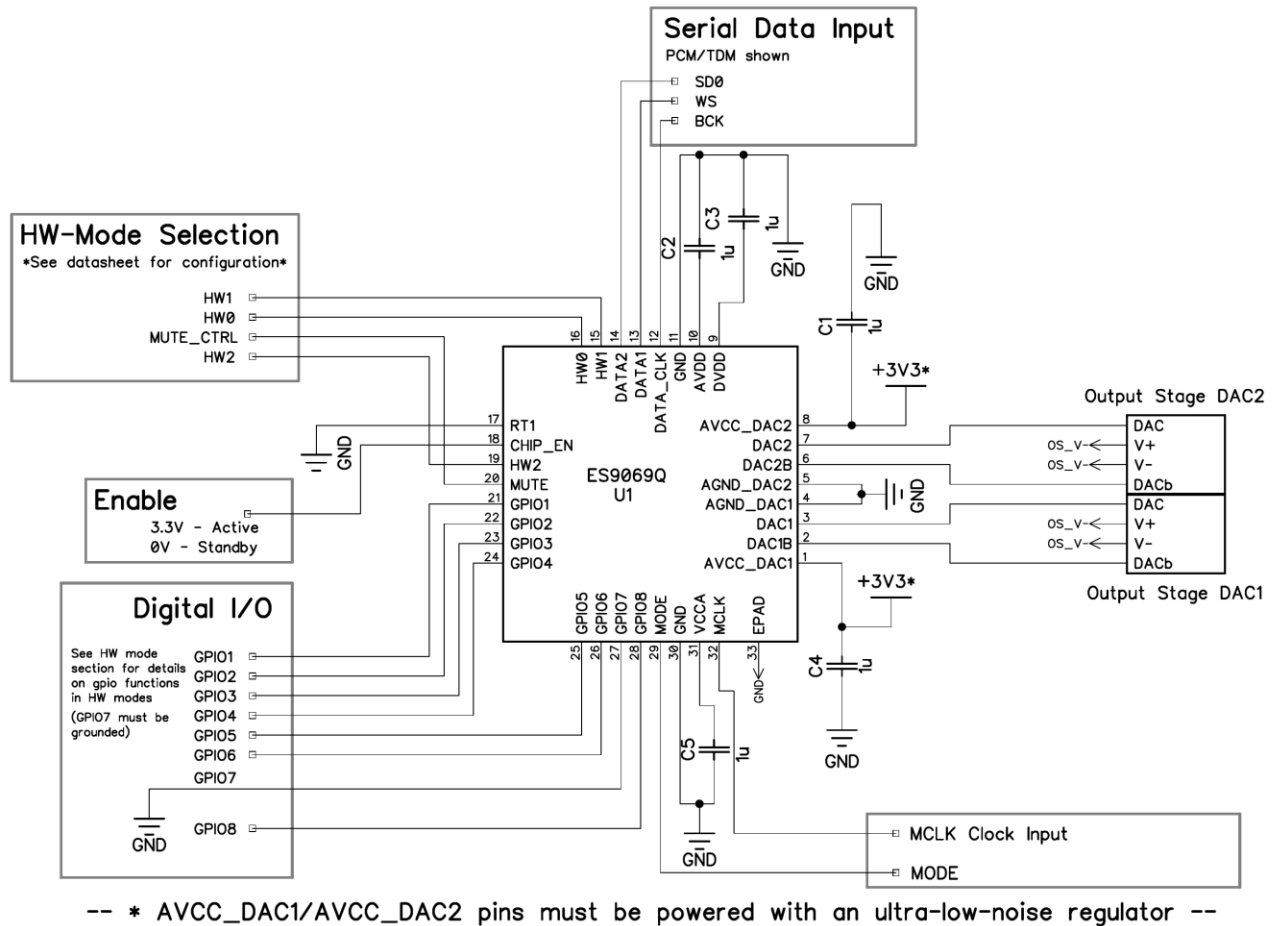 Serial Data Input
PCM/TDM shown
SD0
WS
BCK
HW-Mode Selection
*See datasheet for configuration*
HW1
HW0
MUTE_CTRL
HW2
C3
1u
C2
1u
GND
GND
C1
1u
+3V3*
16
15
14
13
12
11
10
9
HW0
HW1
DATA2
DATA1
DATA_CLK
GND
AVDD
DVDD
17
RT1
18
CHIP_EN
19
HW2
20
MUTE
21
GPIO1
22
GPIO2
23
GPIO3
24
GPIO4
GND
ES9069Q
U1
AVCC_DAC2
8
DAC2
7
DAC2B
6
AGND_DAC2
5
AGND_DAC1
4
DAC1
3
DAC1B
2
AVCC_DAC1
1
GND
Output Stage DAC2
DAC
OS_V-
V+
OS_V-
V-
DACb
DAC
OS_V-
V+
OS_V-
V-
DACb
Output Stage DAC1
Enable
3.3V - Active
0V - Standby
GPIO5
GPIO6
GPIO7
GPIO8
MODE
GND
VCCA
MCLK
EPAD
25
26
27
28
29
30
31
32
33
GND
+3V3*
C4
1u
GND
Digital I/O
See HW mode
section for details
on gpio functions
in HW modes
(GPIO7 must be
grounded)
GPIO1
GPIO2
GPIO3
GPIO4
GPIO5
GPIO6
GPIO7
GND
GPIO8
C5
1u
GND
MCLK Clock Input
MODE
-- * AVCC_DAC1/AVCC_DAC2 pins must be powered with an ultra-low-noise regulator --